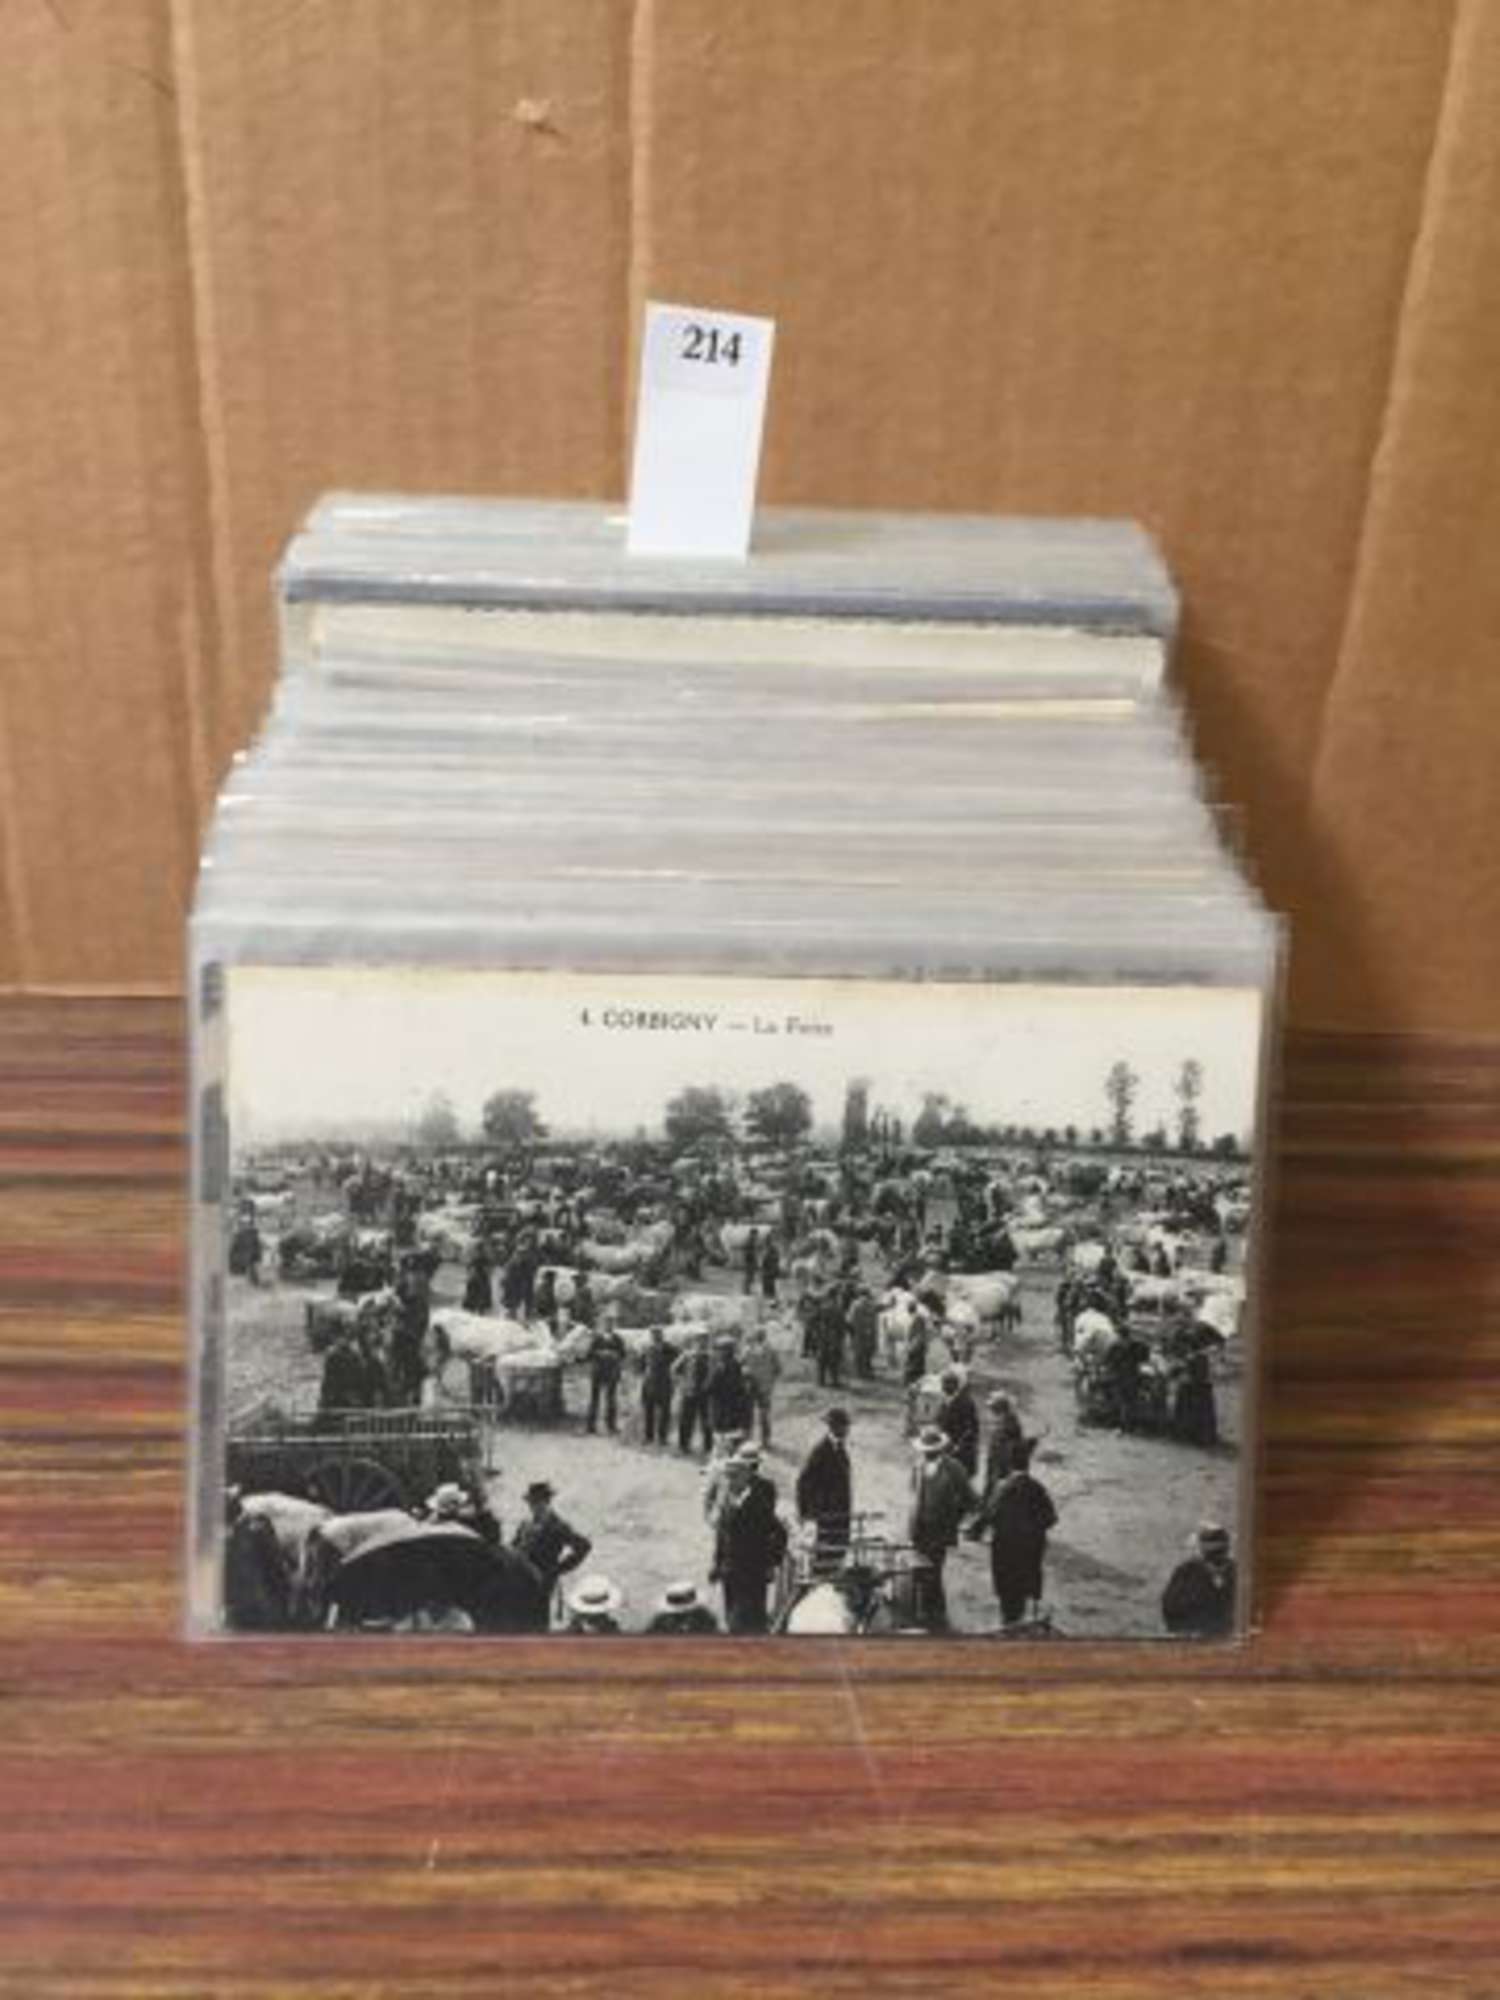 214
4. CORBIGNY — La Foire